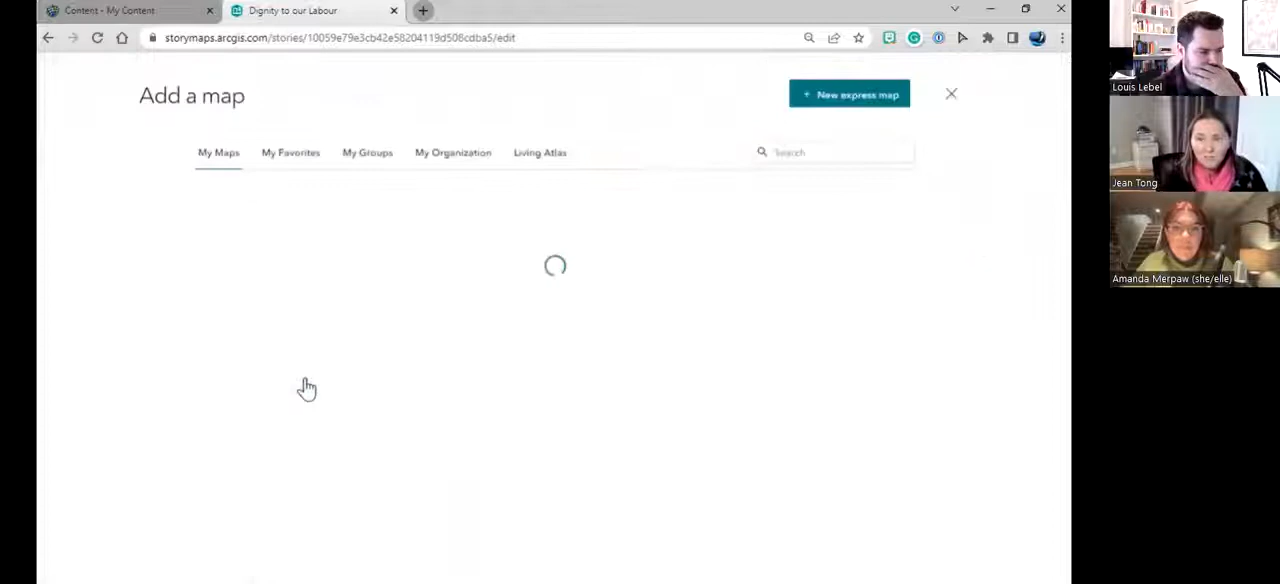 Content - My Content
Dignity to our Labour
storymaps.arcgis.com/stories/10059e79e3cb42e58204119d508cdba5/edit
Add a map
+ New express map
My Maps My Favorites My Groups My Organization Living Atlas
Search
Louis Lebel
Jean Tong
Amanda Merpaw (she/elle)